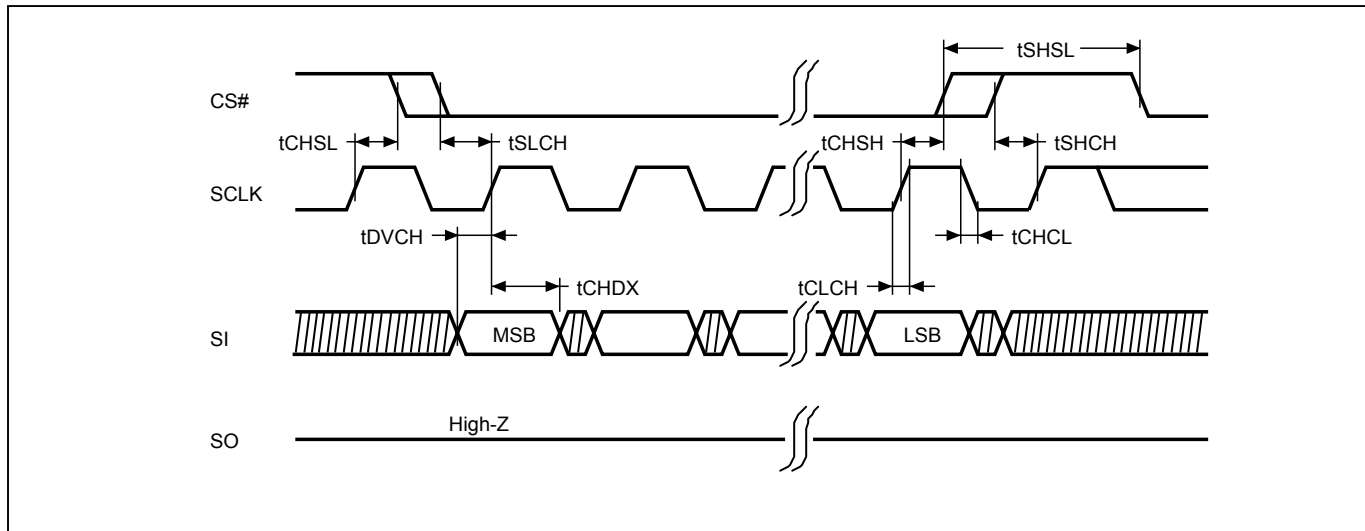 tSHSL
CS#
tCHSL
tSLCH
tCHSH
tSHCH
SCLK
tDVCH
tCHCL
tCHDX
tCLCH
SI
MSB
LSB
High-Z
SO